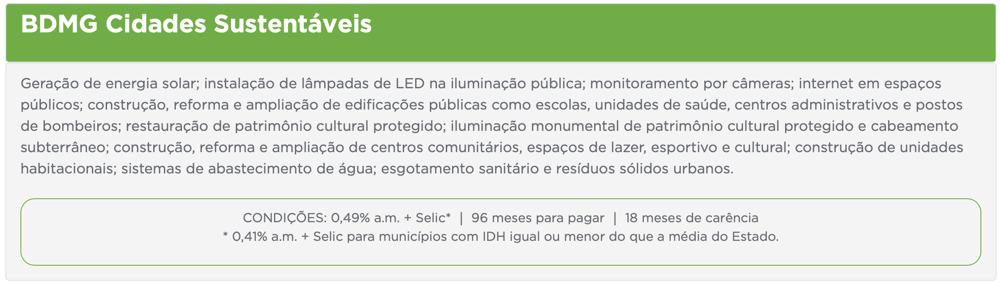 BDMG Cidades Sustentáveis
Geração de energia solar; instalação de lâmpadas de LED na iluminação pública; monitoramento por câmeras; internet em espaços
públicos; construção, reforma e ampliação de edificações públicas como escolas, unidades de saúde, centros administrativos e postos
de bombeiros; restauração de patrimônio cultural protegido; iluminação monumental de patrimônio cultural protegido e cabeamento
subterrâneo; construção, reforma e ampliação de centros comunitários, espaços de lazer, esportivo e cultural; construção de unidades
habitacionais; sistemas de abastecimento de água; esgotamento sanitário e resíduos sólidos urbanos.
CONDIÇÕES: 0,49% a.m. + Selic* | 96 meses para pagar | 18 meses de carência
* 0,41% a.m. + Selic para municípios com IDH igual ou menor do que a média do Estado.